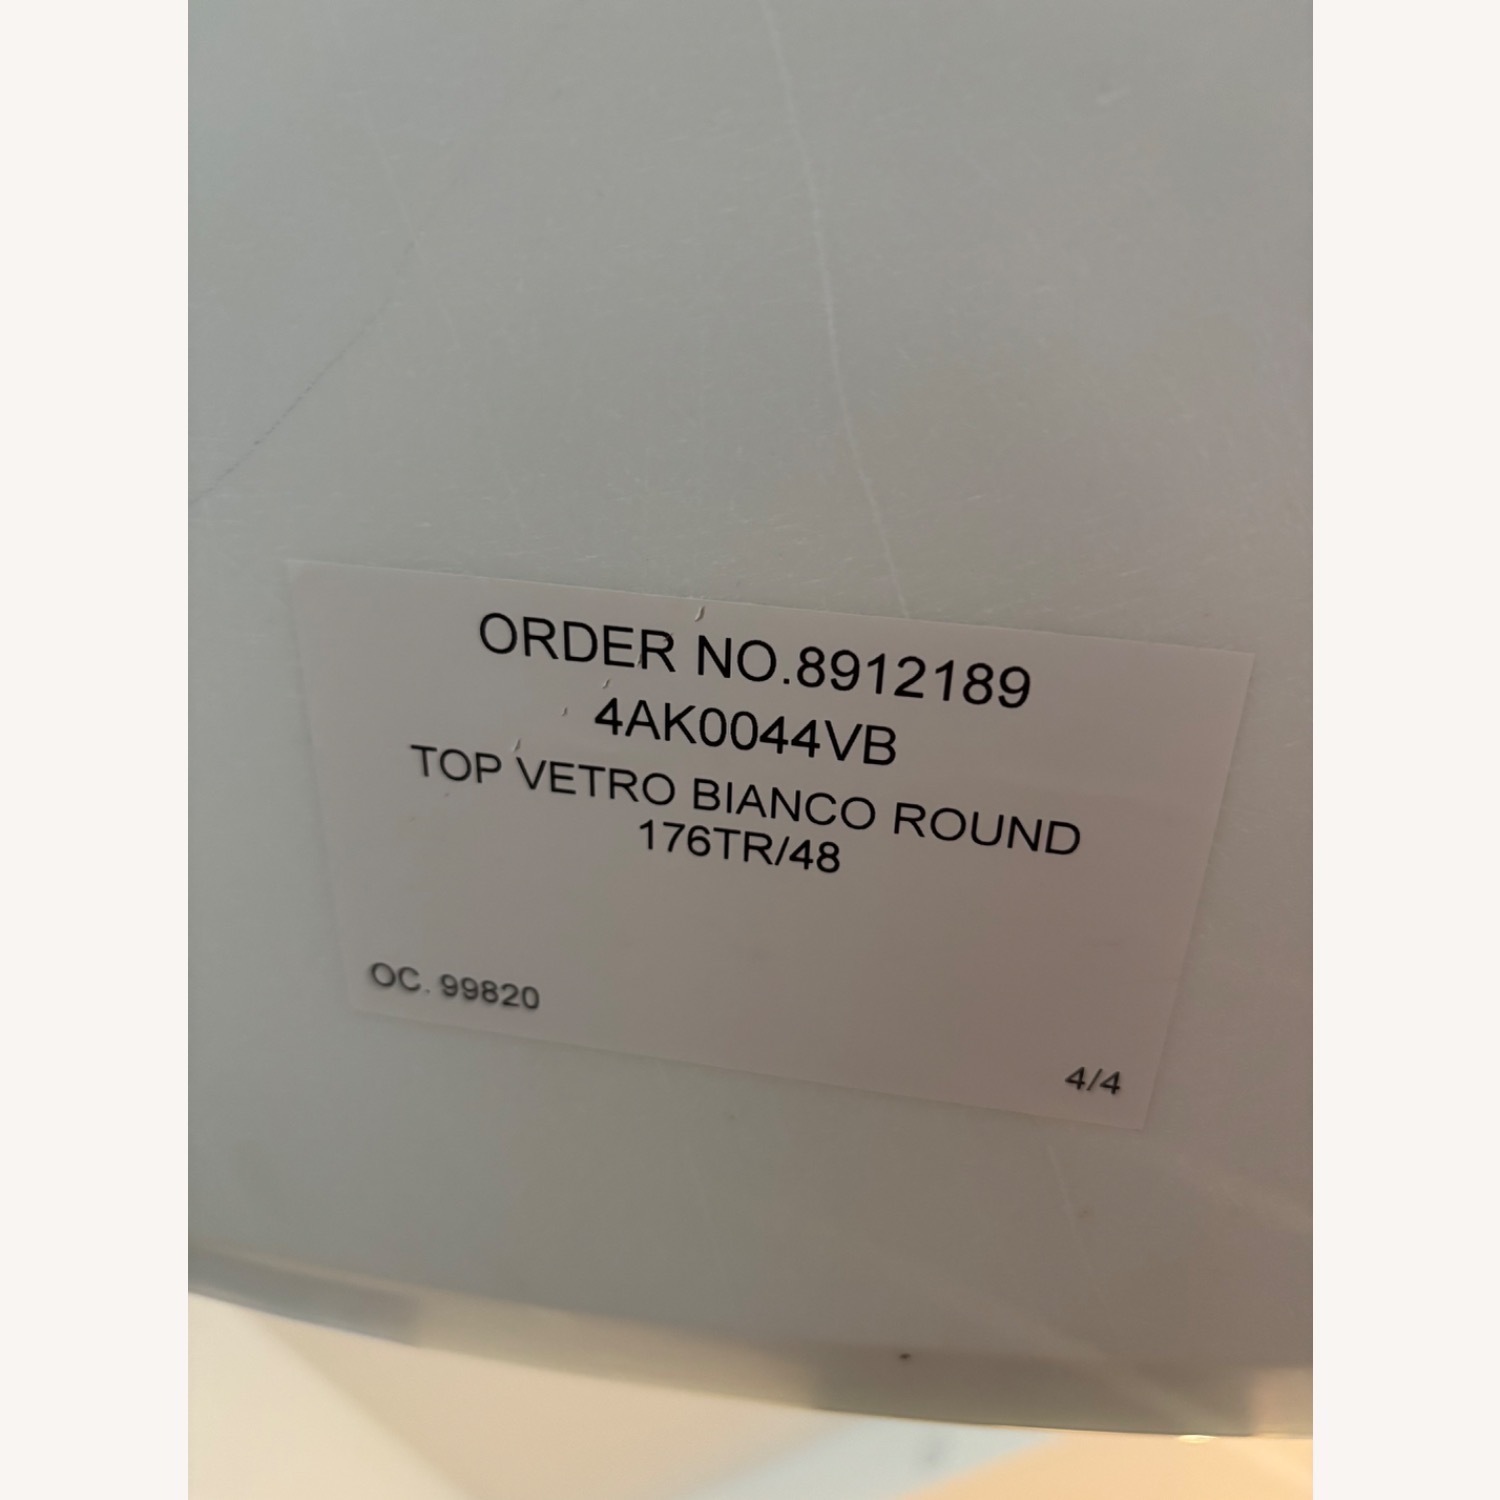 ORDER NO.8912189
4AK0044VB
TOP VETRO BIANCO ROUND
176TR/48
OC. 99820
4/4